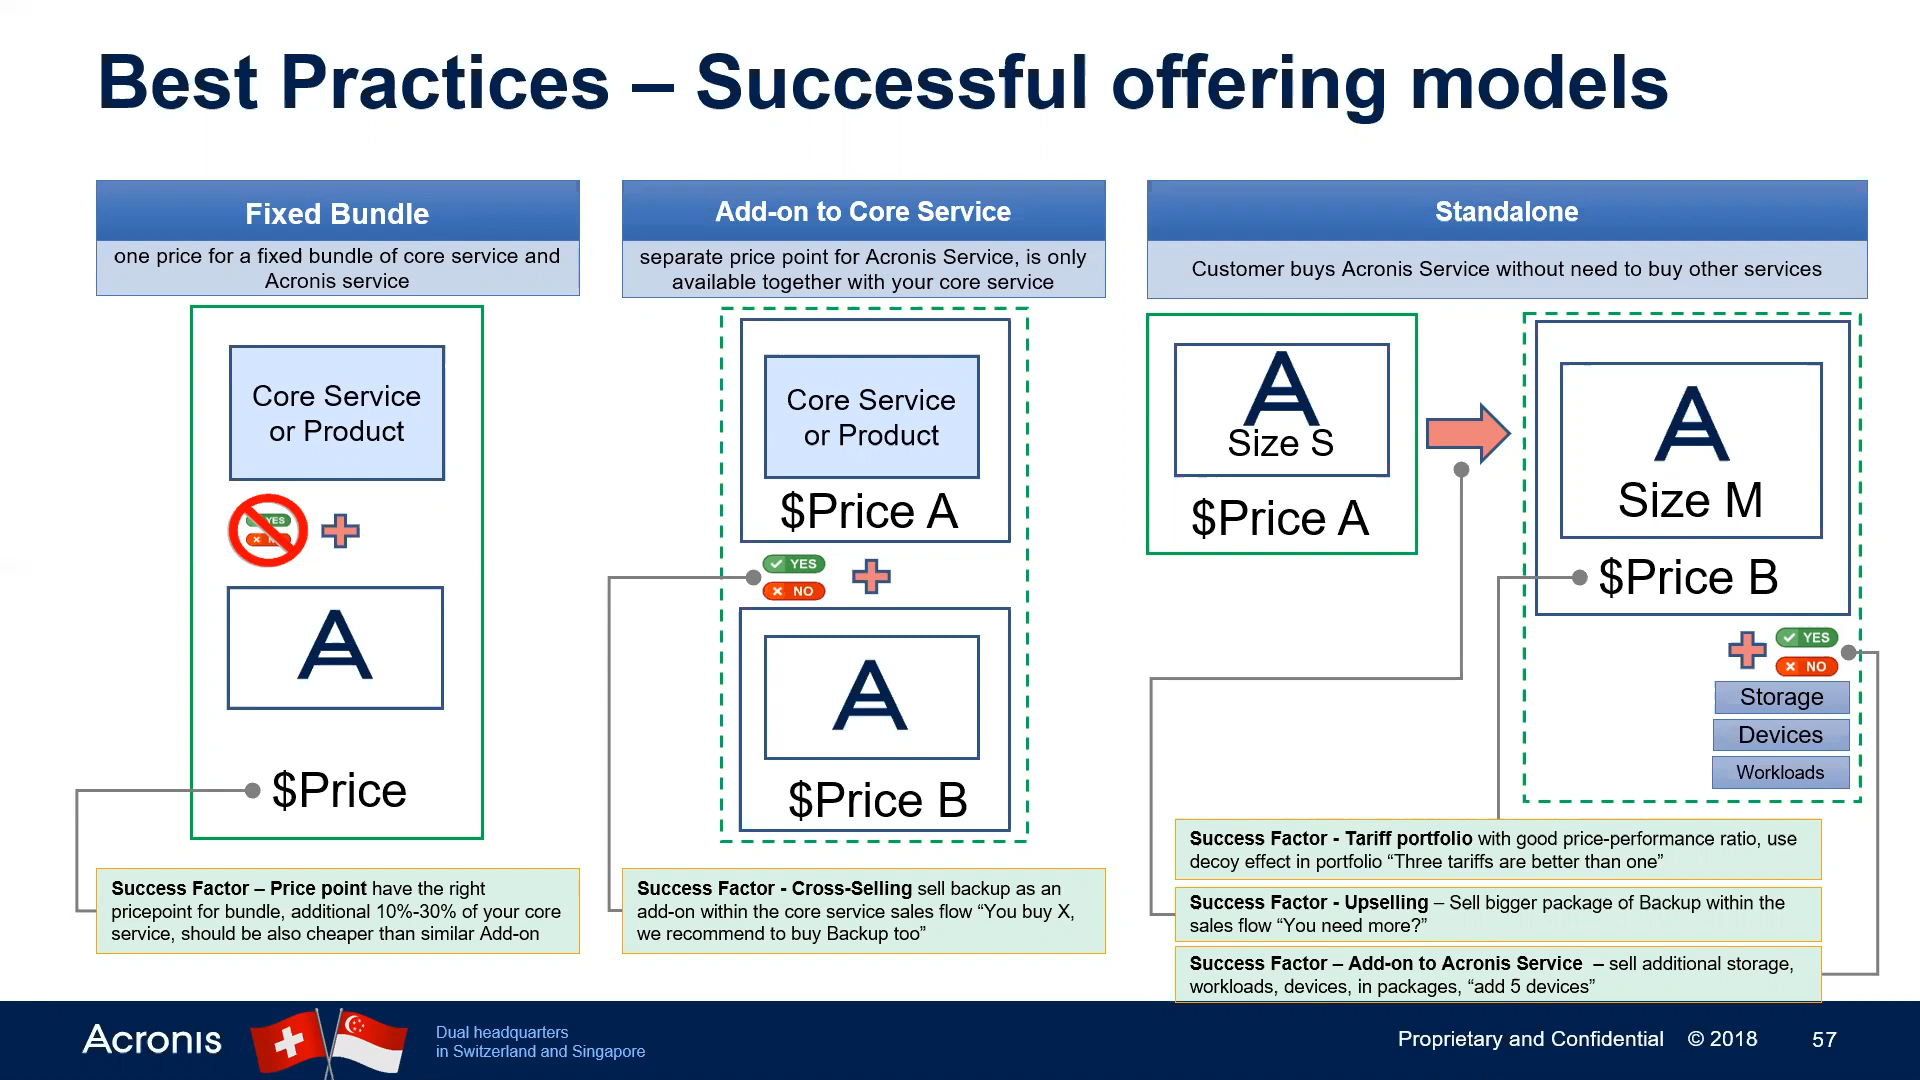 Best Practices – Successful offering models
Fixed Bundle
one price for a fixed bundle of core service and
Acronis service
Core Service
or Product
$Price
Success Factor – Price point have the right
pricepoint for bundle, additional 10%-30% of your core
service, should be also cheaper than similar Add-on
Add-on to Core Service
separate price point for Acronis Service, is only
available together with your core service
Core Service
or Product
$Price A
YES
NO
$Price B
Success Factor - Cross-Selling sell backup as an
add-on within the core service sales flow “You buy X,
we recommend to buy Backup too”
Standalone
Customer buys Acronis Service without need to buy other services
Size S
$Price A
Size M
$Price B
YES
NO
Storage
Devices
Workloads
Success Factor - Tariff portfolio with good price-performance ratio, use
decoy effect in portfolio “Three tariffs are better than one”
Success Factor - Upselling – Sell bigger package of Backup within the
sales flow “You need more?”
Success Factor – Add-on to Acronis Service – sell additional storage,
workloads, devices, in packages, “add 5 devices”
Acronis
Dual headquarters
in Switzerland and Singapore
Proprietary and Confidential © 2018 57